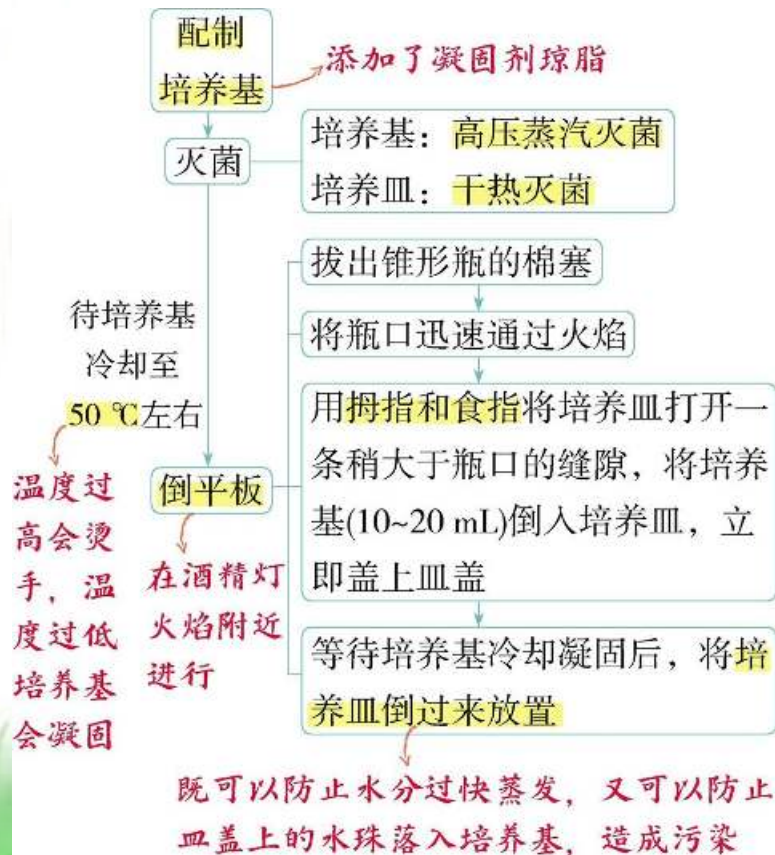 配制
培养基
添加了凝固剂琼脂
灭菌
培养基：高压蒸汽灭菌
培养皿：干热灭菌
拔出锥形瓶的棉塞
将瓶口迅速通过火焰
待培养基
冷却至
50 ℃左右
用拇指和食指将培养皿打开一
条稍大于瓶口的缝隙，将培养
基(10~20 mL)倒入培养皿，立
即盖上皿盖
倒平板
温度过
高会烫
手，温
度过低
培养基
会凝固
在酒精灯
火焰附近
进行
等待培养基冷却凝固后，将培
养皿倒过来放置
既可以防止水分过快蒸发，又可以防止
皿盖上的水珠落入培养基，造成污染